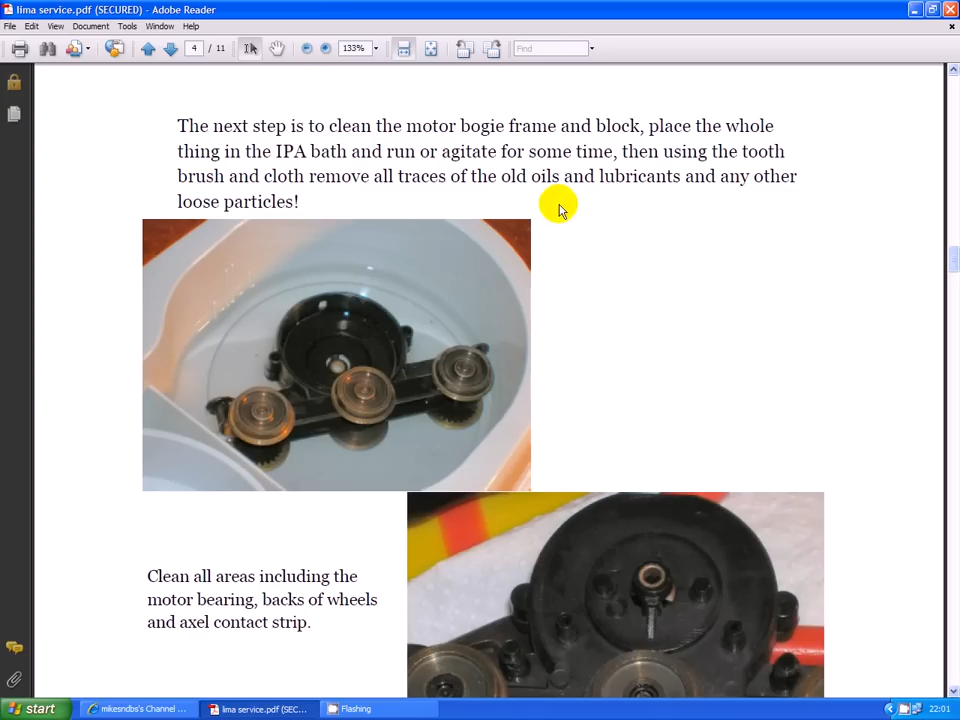 lima service.pdf (SECURED) - Adobe Reader
File Edit View Document Tools Window Help
4 / 11 133% Find
The next step is to clean the motor bogie frame and block, place the whole
thing in the IPA bath and run or agitate for some time, then using the tooth
brush and cloth remove all traces of the old oils and lubricants and any other
loose particles!
Clean all areas including the
motor bearing, backs of wheels
and axel contact strip.
start mikesndbs's Channel ... lima service.pdf (SEC... Flashing 22:01